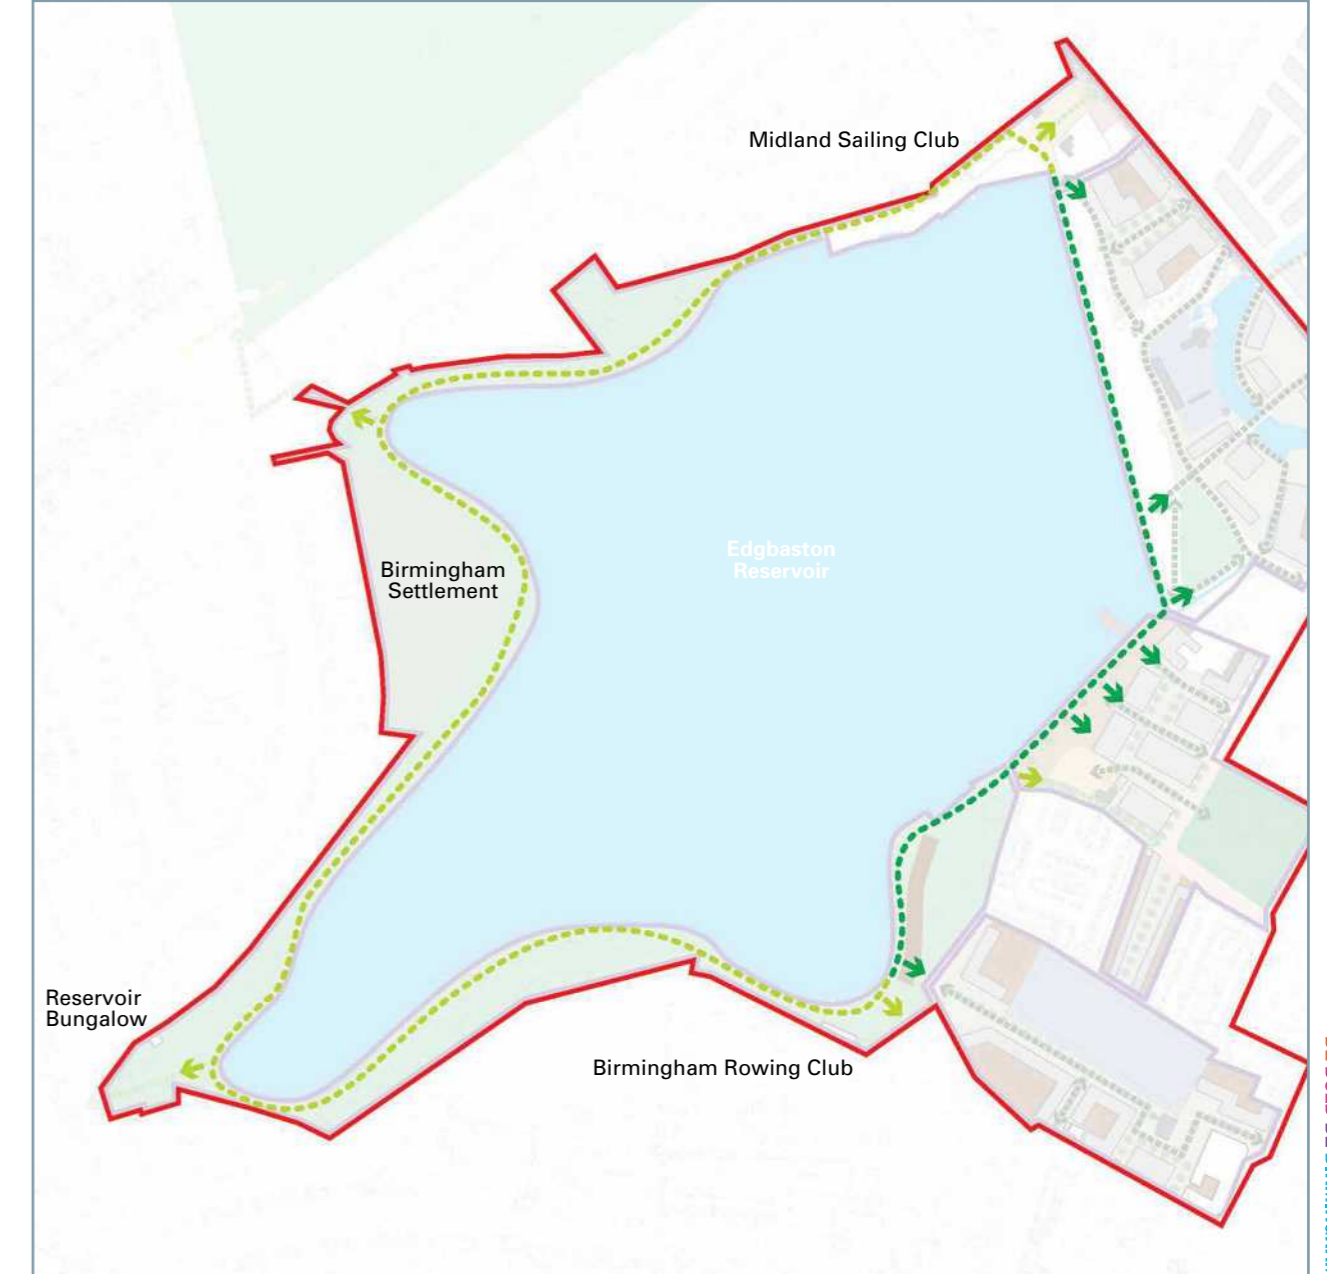 Midland Sailing Club
Edgbaston
Reservoir
Birmingham
Settlement
Reservoir
Bungalow
Birmingham Rowing Club